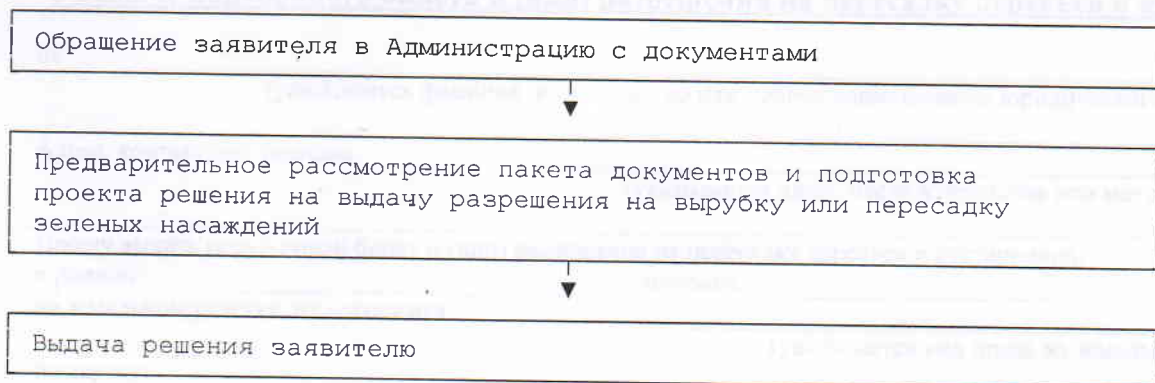 Обращение заявителя в Администрацию с документами
Предварительное рассмотрение пакета документов и подготовка
проекта решения на выдачу разрешения на вырубку или пересадку
зеленых насаждений
Выдача решения заявителю